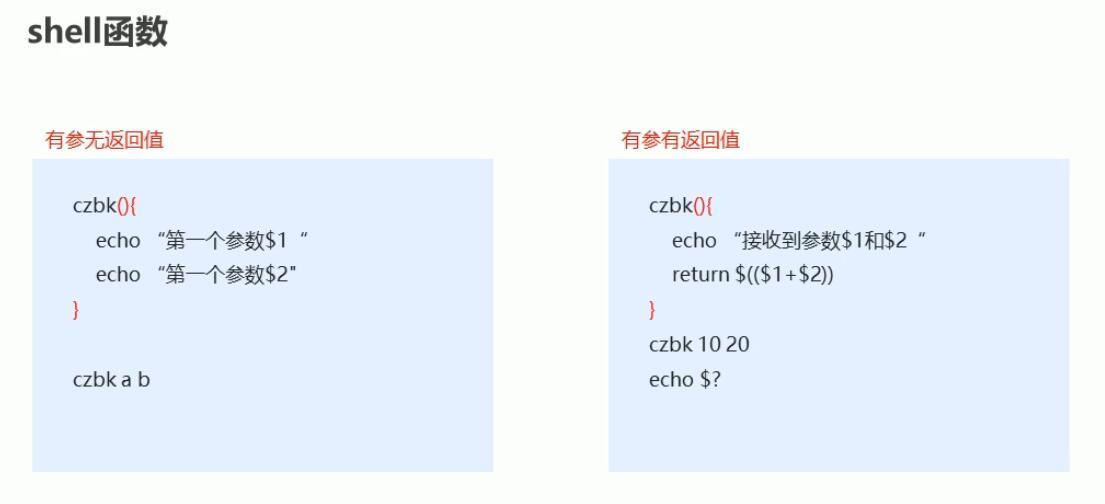 shell函数
有参无返回值
czbk(){
echo “第一个参数$1“
echo “第一个参数$2"
}
czbk a b
有参有返回值
czbk(){
echo “接收到参数$1和$2“
return $(($1+$2))
}
czbk 10 20
echo $?